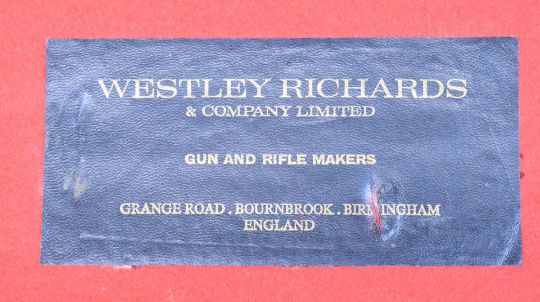 WESTLEY RICHARDS
& COMPANY LIMITED
GUN AND RIFLE MAKERS
GRANGE ROAD . BOURNBROOK . BIRMINGHAM
ENGLAND